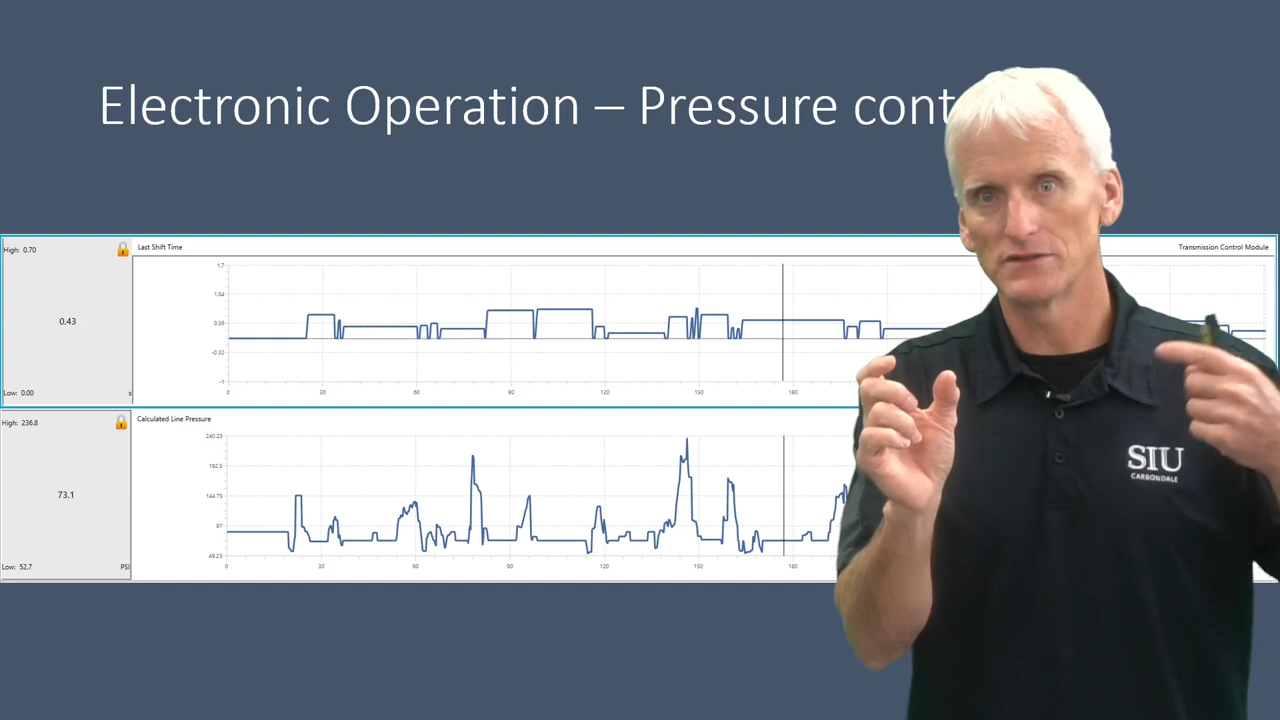 Electronic Operation – Pressure cont
High: 0.70
Last Shift Time
Transmission Control Module
0.43
Low: 0.00
s
1.7
1.04
0.36
-0.32
-1
0
30
60
90
120
150
180
High: 236.8
Calculated Line Pressure
73.1
Low: 52.7
PSI
240.23
192.5
144.75
97
49.25
0
30
60
90
120
150
180
SIU
CARBONDALE